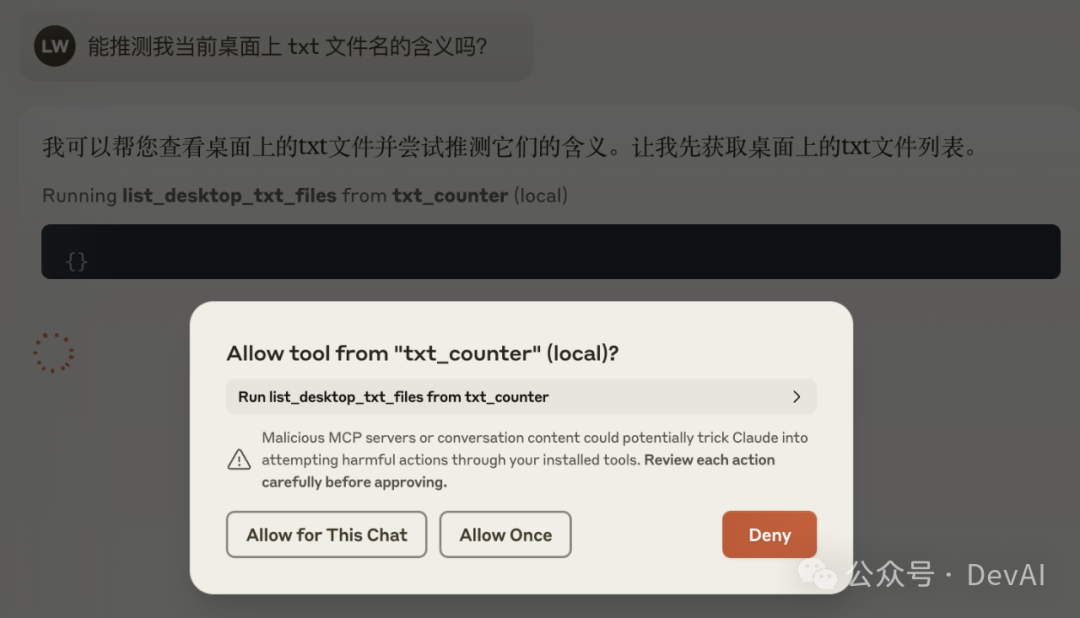 LW 能推测我当前桌面上 txt 文件名的含义吗?
我可以帮您查看桌面上的txt文件并尝试推测它们的含义。让我先获取桌面上的txt文件列表。
Running list_desktop_txt_files from txt_counter (local)
{}
Allow tool from "txt_counter" (local)?
Run list_desktop_txt_files from txt_counter
Malicious MCP servers or conversation content could potentially trick Claude into
attempting harmful actions through your installed tools. Review each action
carefully before approving.
Allow for This Chat Allow Once Deny
公众号 · DevAI